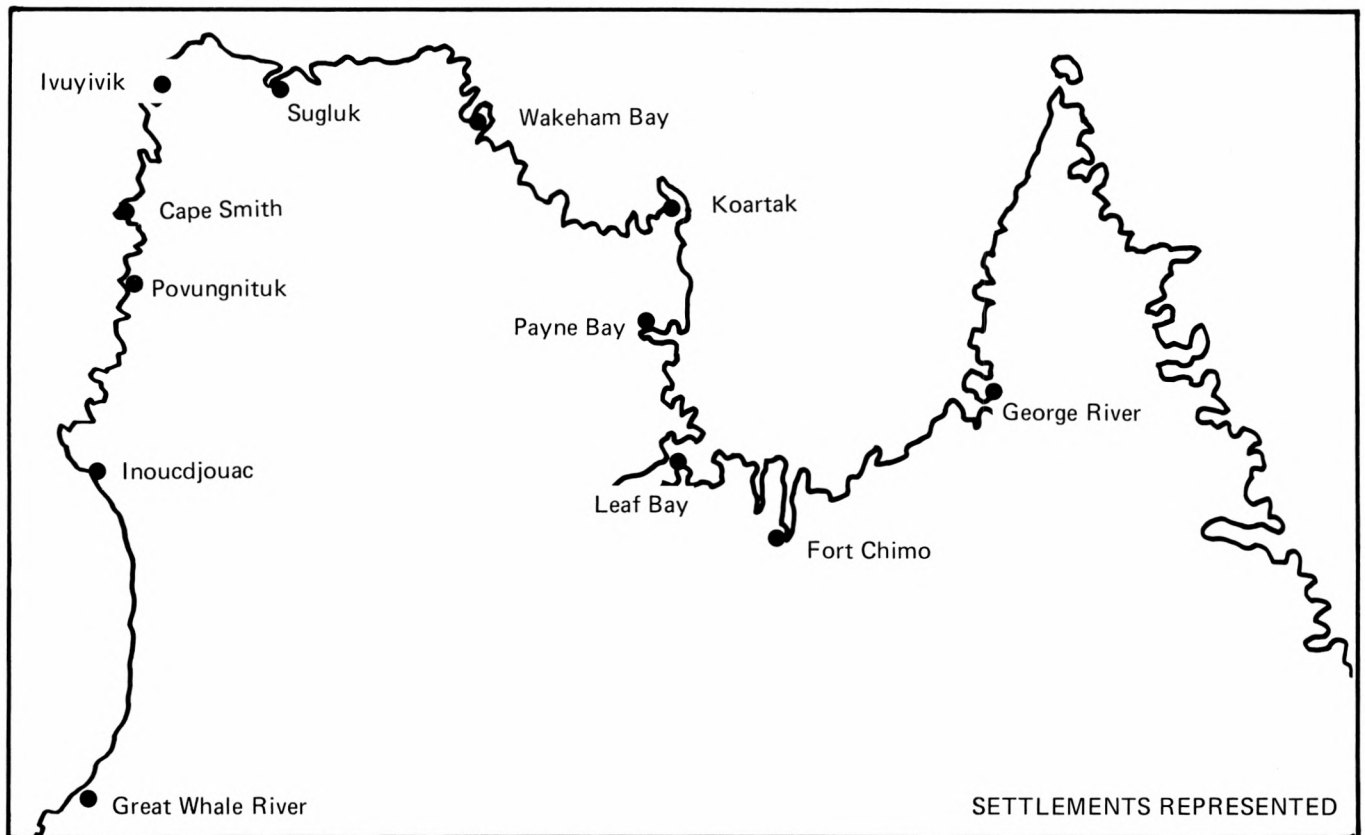 Ivuyivik
Sugluk
Wakeham Bay
Cape Smith
Koartak
Povungnituk
Payne Bay
George River
Inoucdjouac
Leaf Bay
Fort Chimo
Great Whale River
SETTLEMENTS REPRESENTED